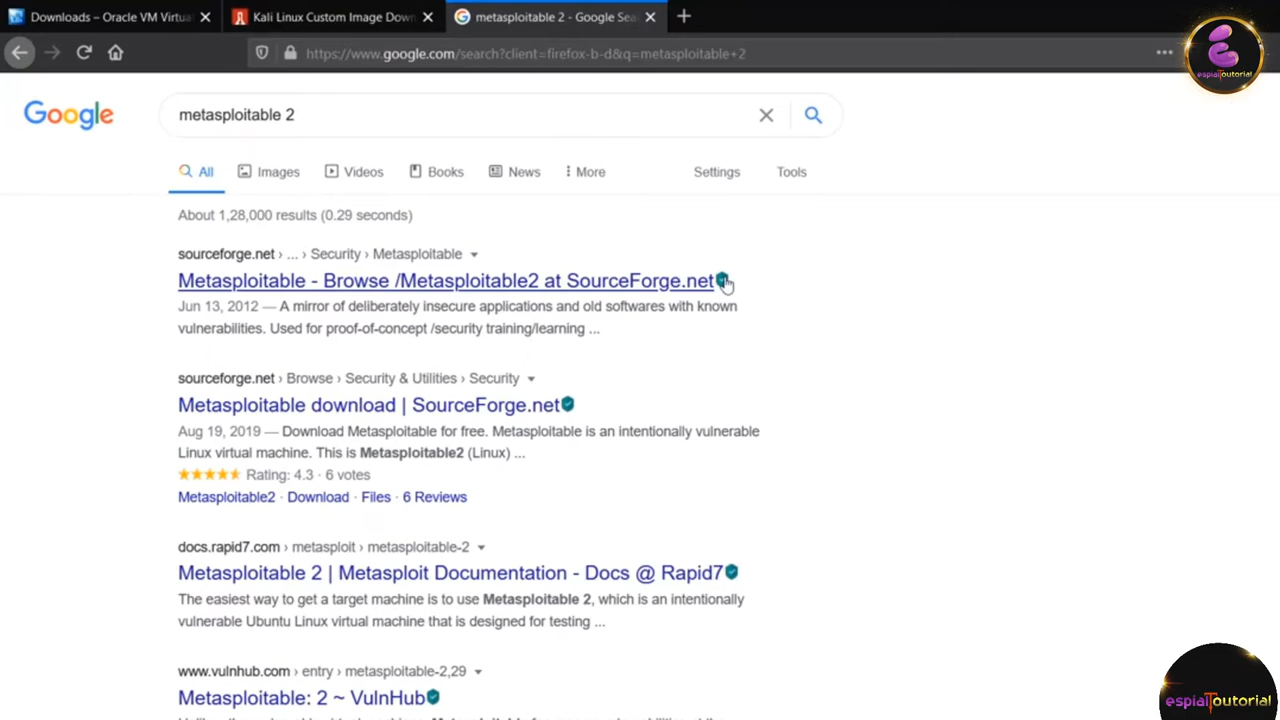 Downloads – Oracle VM Virtua
Kali Linux Custom Image Dow
metasploitable 2 - Google Sea
https://www.google.com/search?client=firefox-b-d&q=metasploitable+2
espiaToutorial
Google
metasploitable 2
All
Images
Videos
Books
News
More
Settings
Tools
About 1,28,000 results (0.29 seconds)
sourceforge.net › ... › Security › Metasploitable
Metasploitable - Browse /Metasploitable2 at SourceForge.net
Jun 13, 2012 — A mirror of deliberately insecure applications and old softwares with known
vulnerabilities. Used for proof-of-concept /security training/learning ...
sourceforge.net › Browse › Security & Utilities › Security
Metasploitable download | SourceForge.net
Aug 19, 2019 — Download Metasploitable for free. Metasploitable is an intentionally vulnerable
Linux virtual machine. This is Metasploitable2 (Linux) ...
Rating: 4.3 · 6 votes
Metasploitable2 · Download · Files · 6 Reviews
docs.rapid7.com › metasploit › metasploitable-2
Metasploitable 2 | Metasploit Documentation - Docs @ Rapid7
The easiest way to get a target machine is to use Metasploitable 2, which is an intentionally
vulnerable Ubuntu Linux virtual machine that is designed for testing ...
www.vulnhub.com › entry › metasploitable-2,29
Metasploitable: 2 ~ VulnHub
espiaToutorial